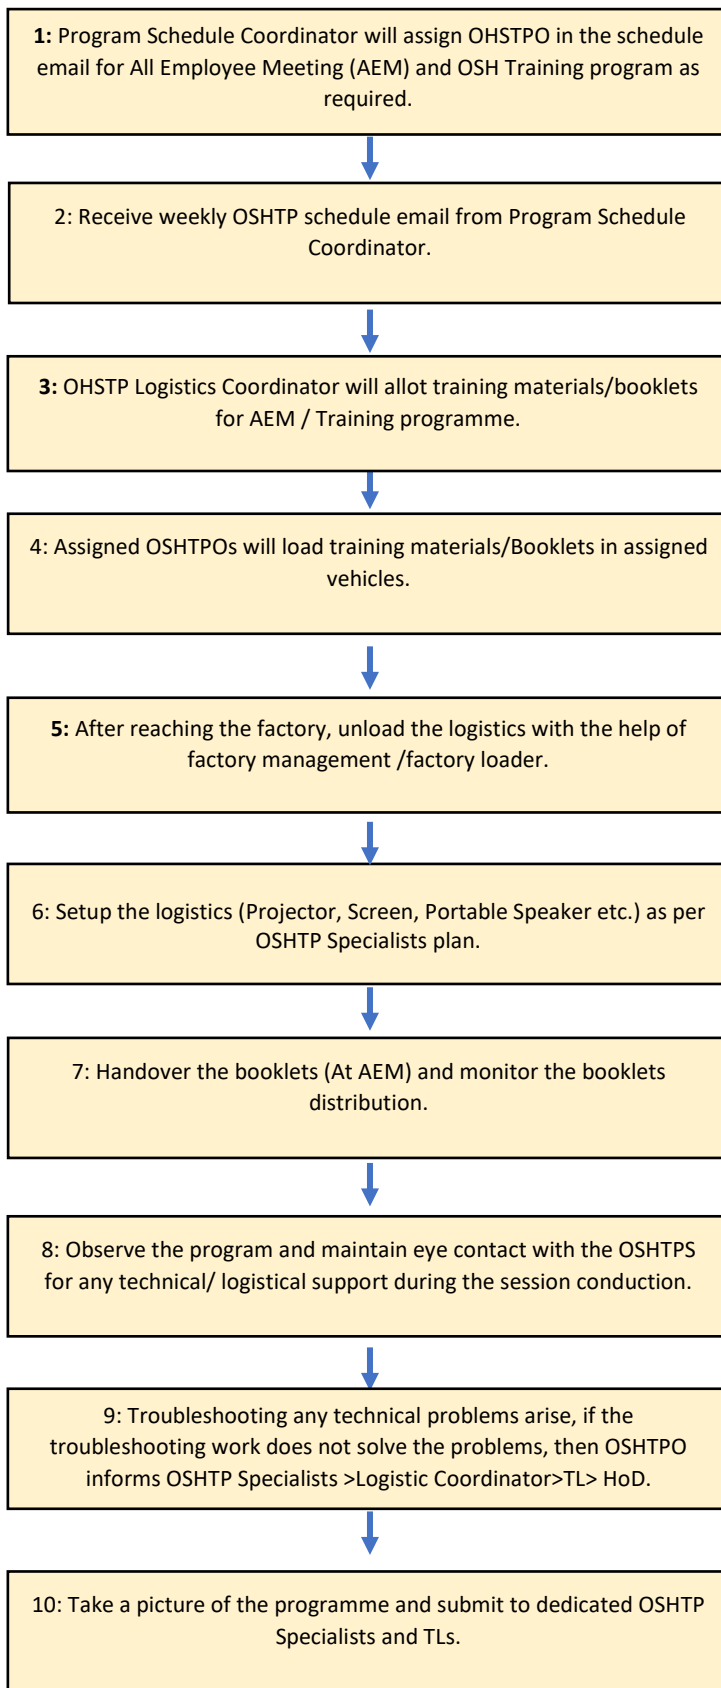 1: Program Schedule Coordinator will assign OHSTPO in the schedule
email for All Employee Meeting (AEM) and OSH Training program as
required.
2: Receive weekly OSHTP schedule email from Program Schedule
Coordinator.
3: OHSTP Logistics Coordinator will allot training materials/booklets
for AEM / Training programme.
4: Assigned OSHTPOs will load training materials/Booklets in assigned
vehicles.
5: After reaching the factory, unload the logistics with the help of
factory management /factory loader.
6: Setup the logistics (Projector, Screen, Portable Speaker etc.) as per
OSHTP Specialists plan.
7: Handover the booklets (At AEM) and monitor the booklets
distribution.
8: Observe the program and maintain eye contact with the OSHTPS
for any technical/ logistical support during the session conduction.
9: Troubleshooting any technical problems arise, if the
troubleshooting work does not solve the problems, then OSHTPO
informs OSHTP Specialists >Logistic Coordinator>TL> HoD.
10: Take a picture of the programme and submit to dedicated OSHTP
Specialists and TLs.